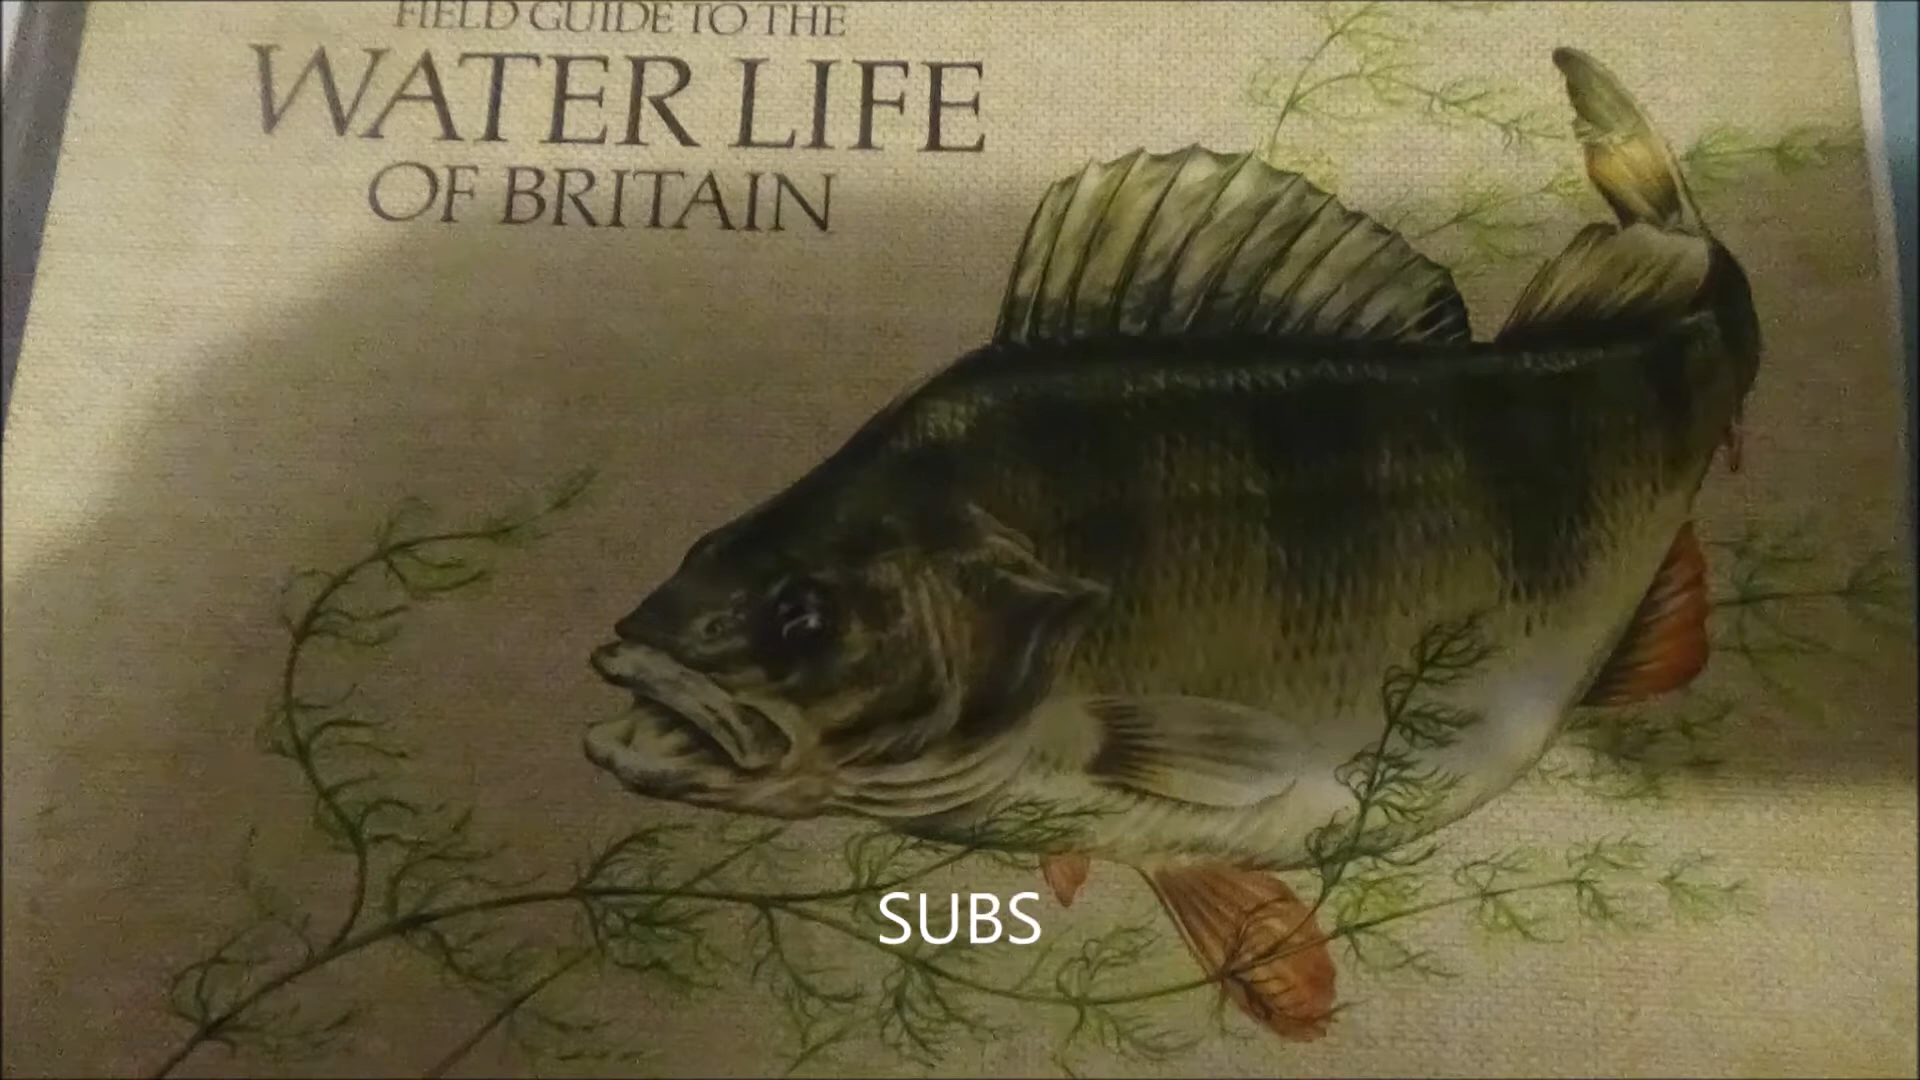 FIELD GUIDE TO THE
WATER LIFE
OF BRITAIN
SUBS